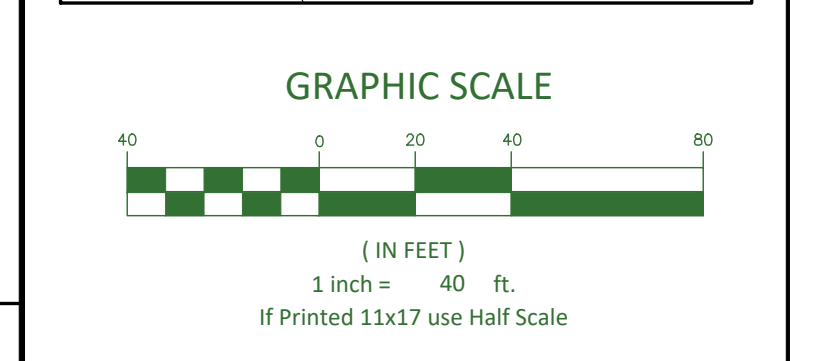 GRAPHIC SCALE
40 0 20 40 80
( IN FEET )
1 inch = 40 ft.
If Printed 11x17 use Half Scale